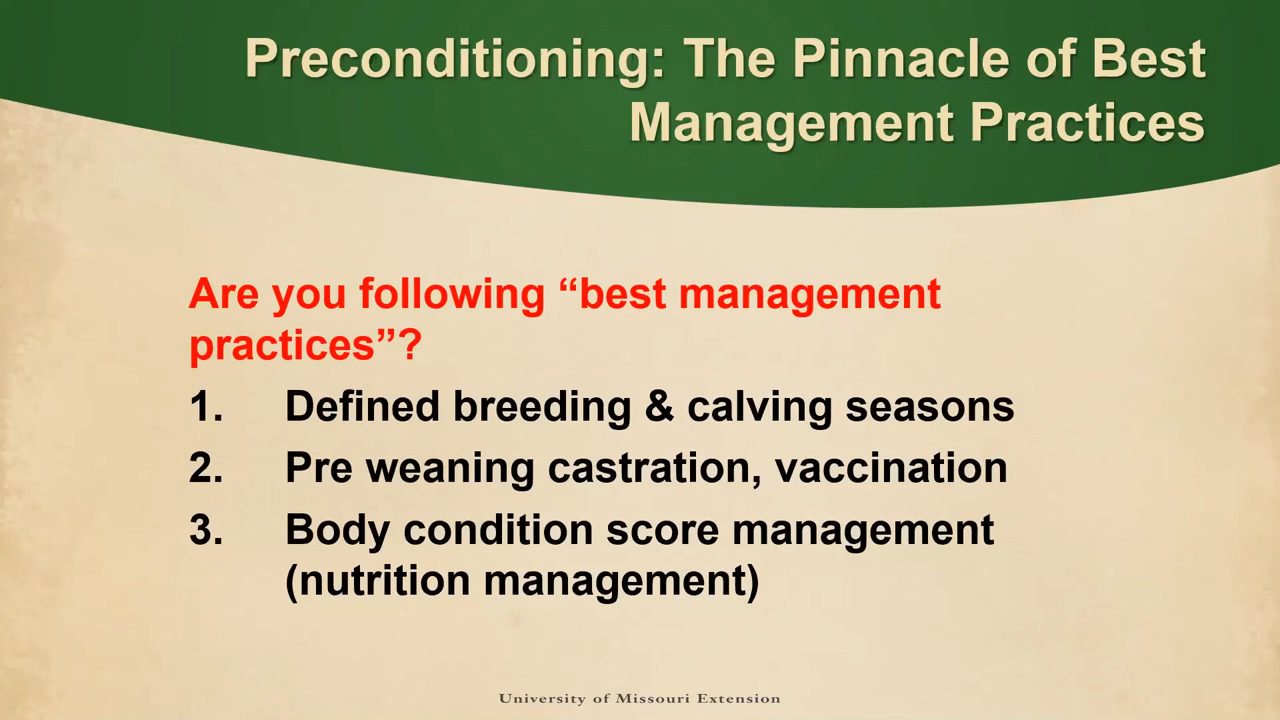 Preconditioning: The Pinnacle of Best
Management Practices
Are you following “best management
practices”?
1. Defined breeding & calving seasons
2. Pre weaning castration, vaccination
3. Body condition score management
(nutrition management)
University of Missouri Extension